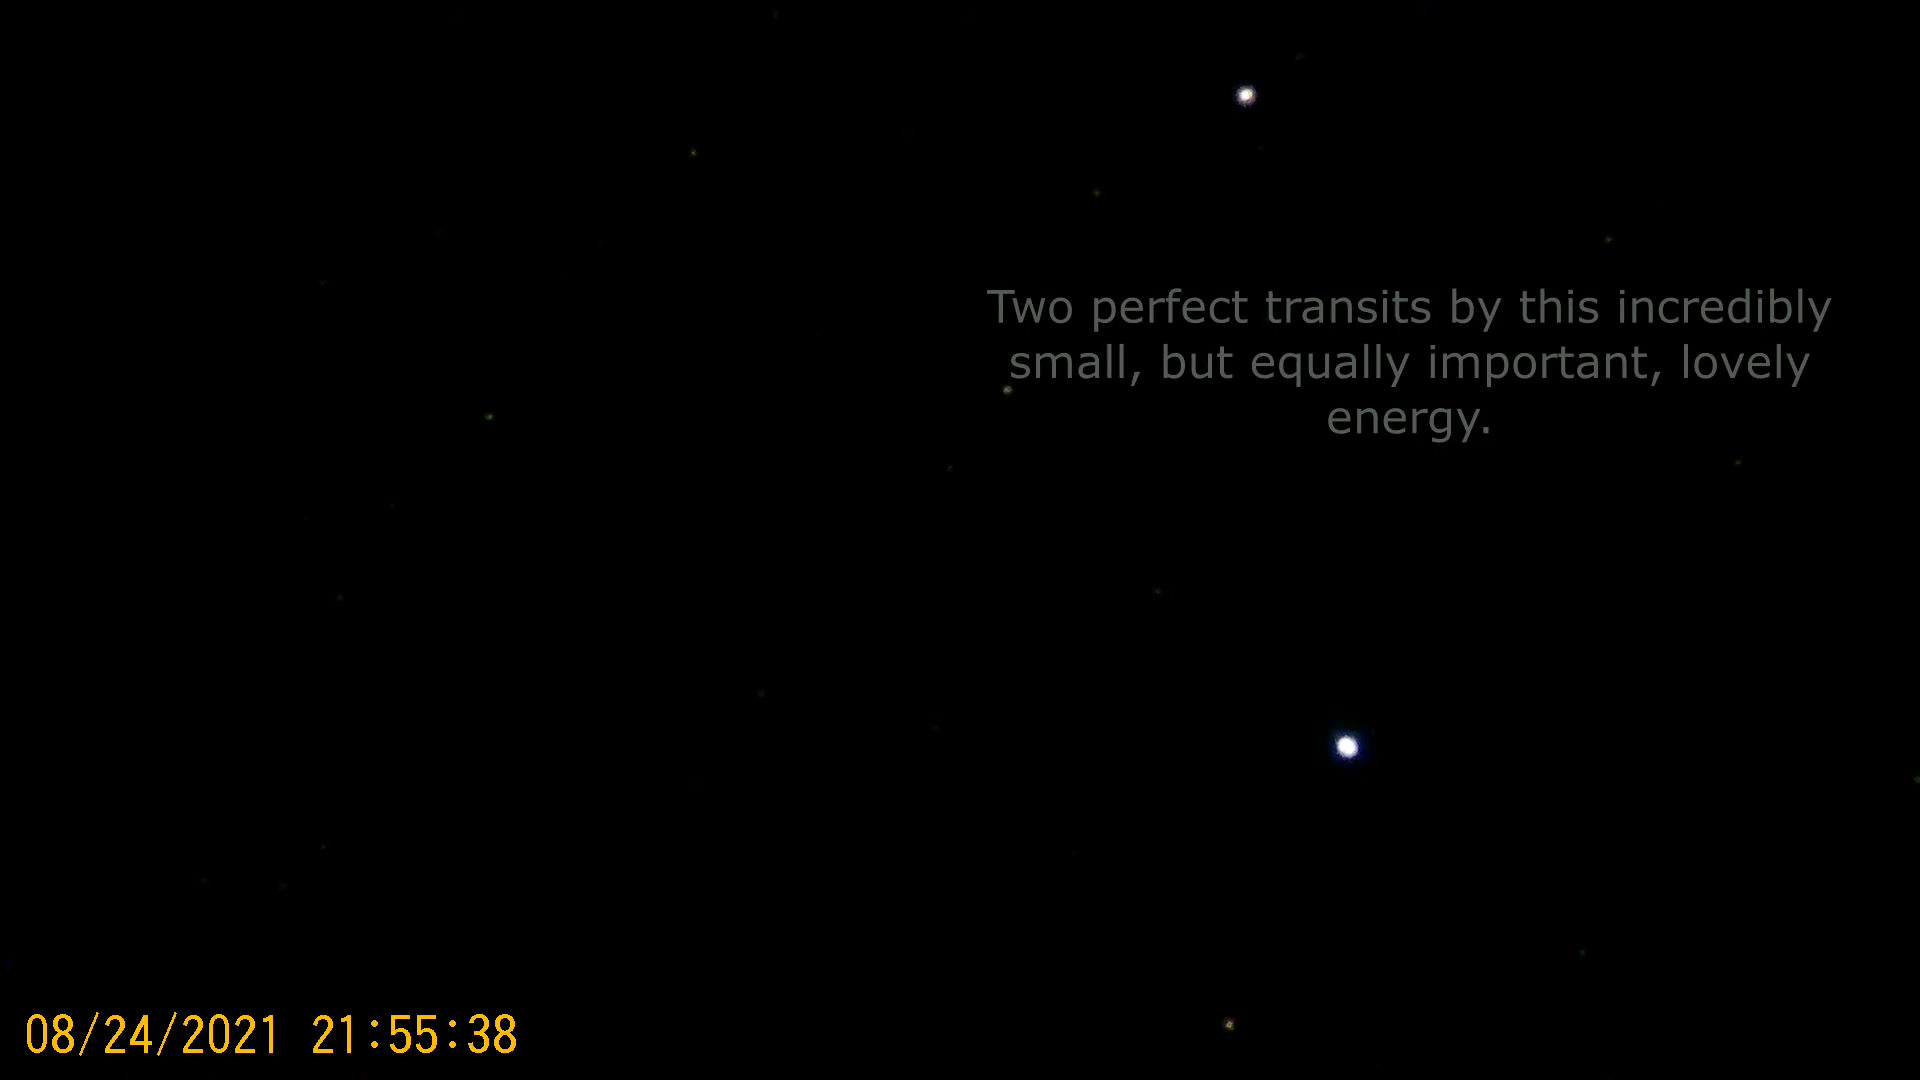 Two perfect transits by this incredibly
small, but equally important, lovely
energy.
08/24/2021 21:55:38